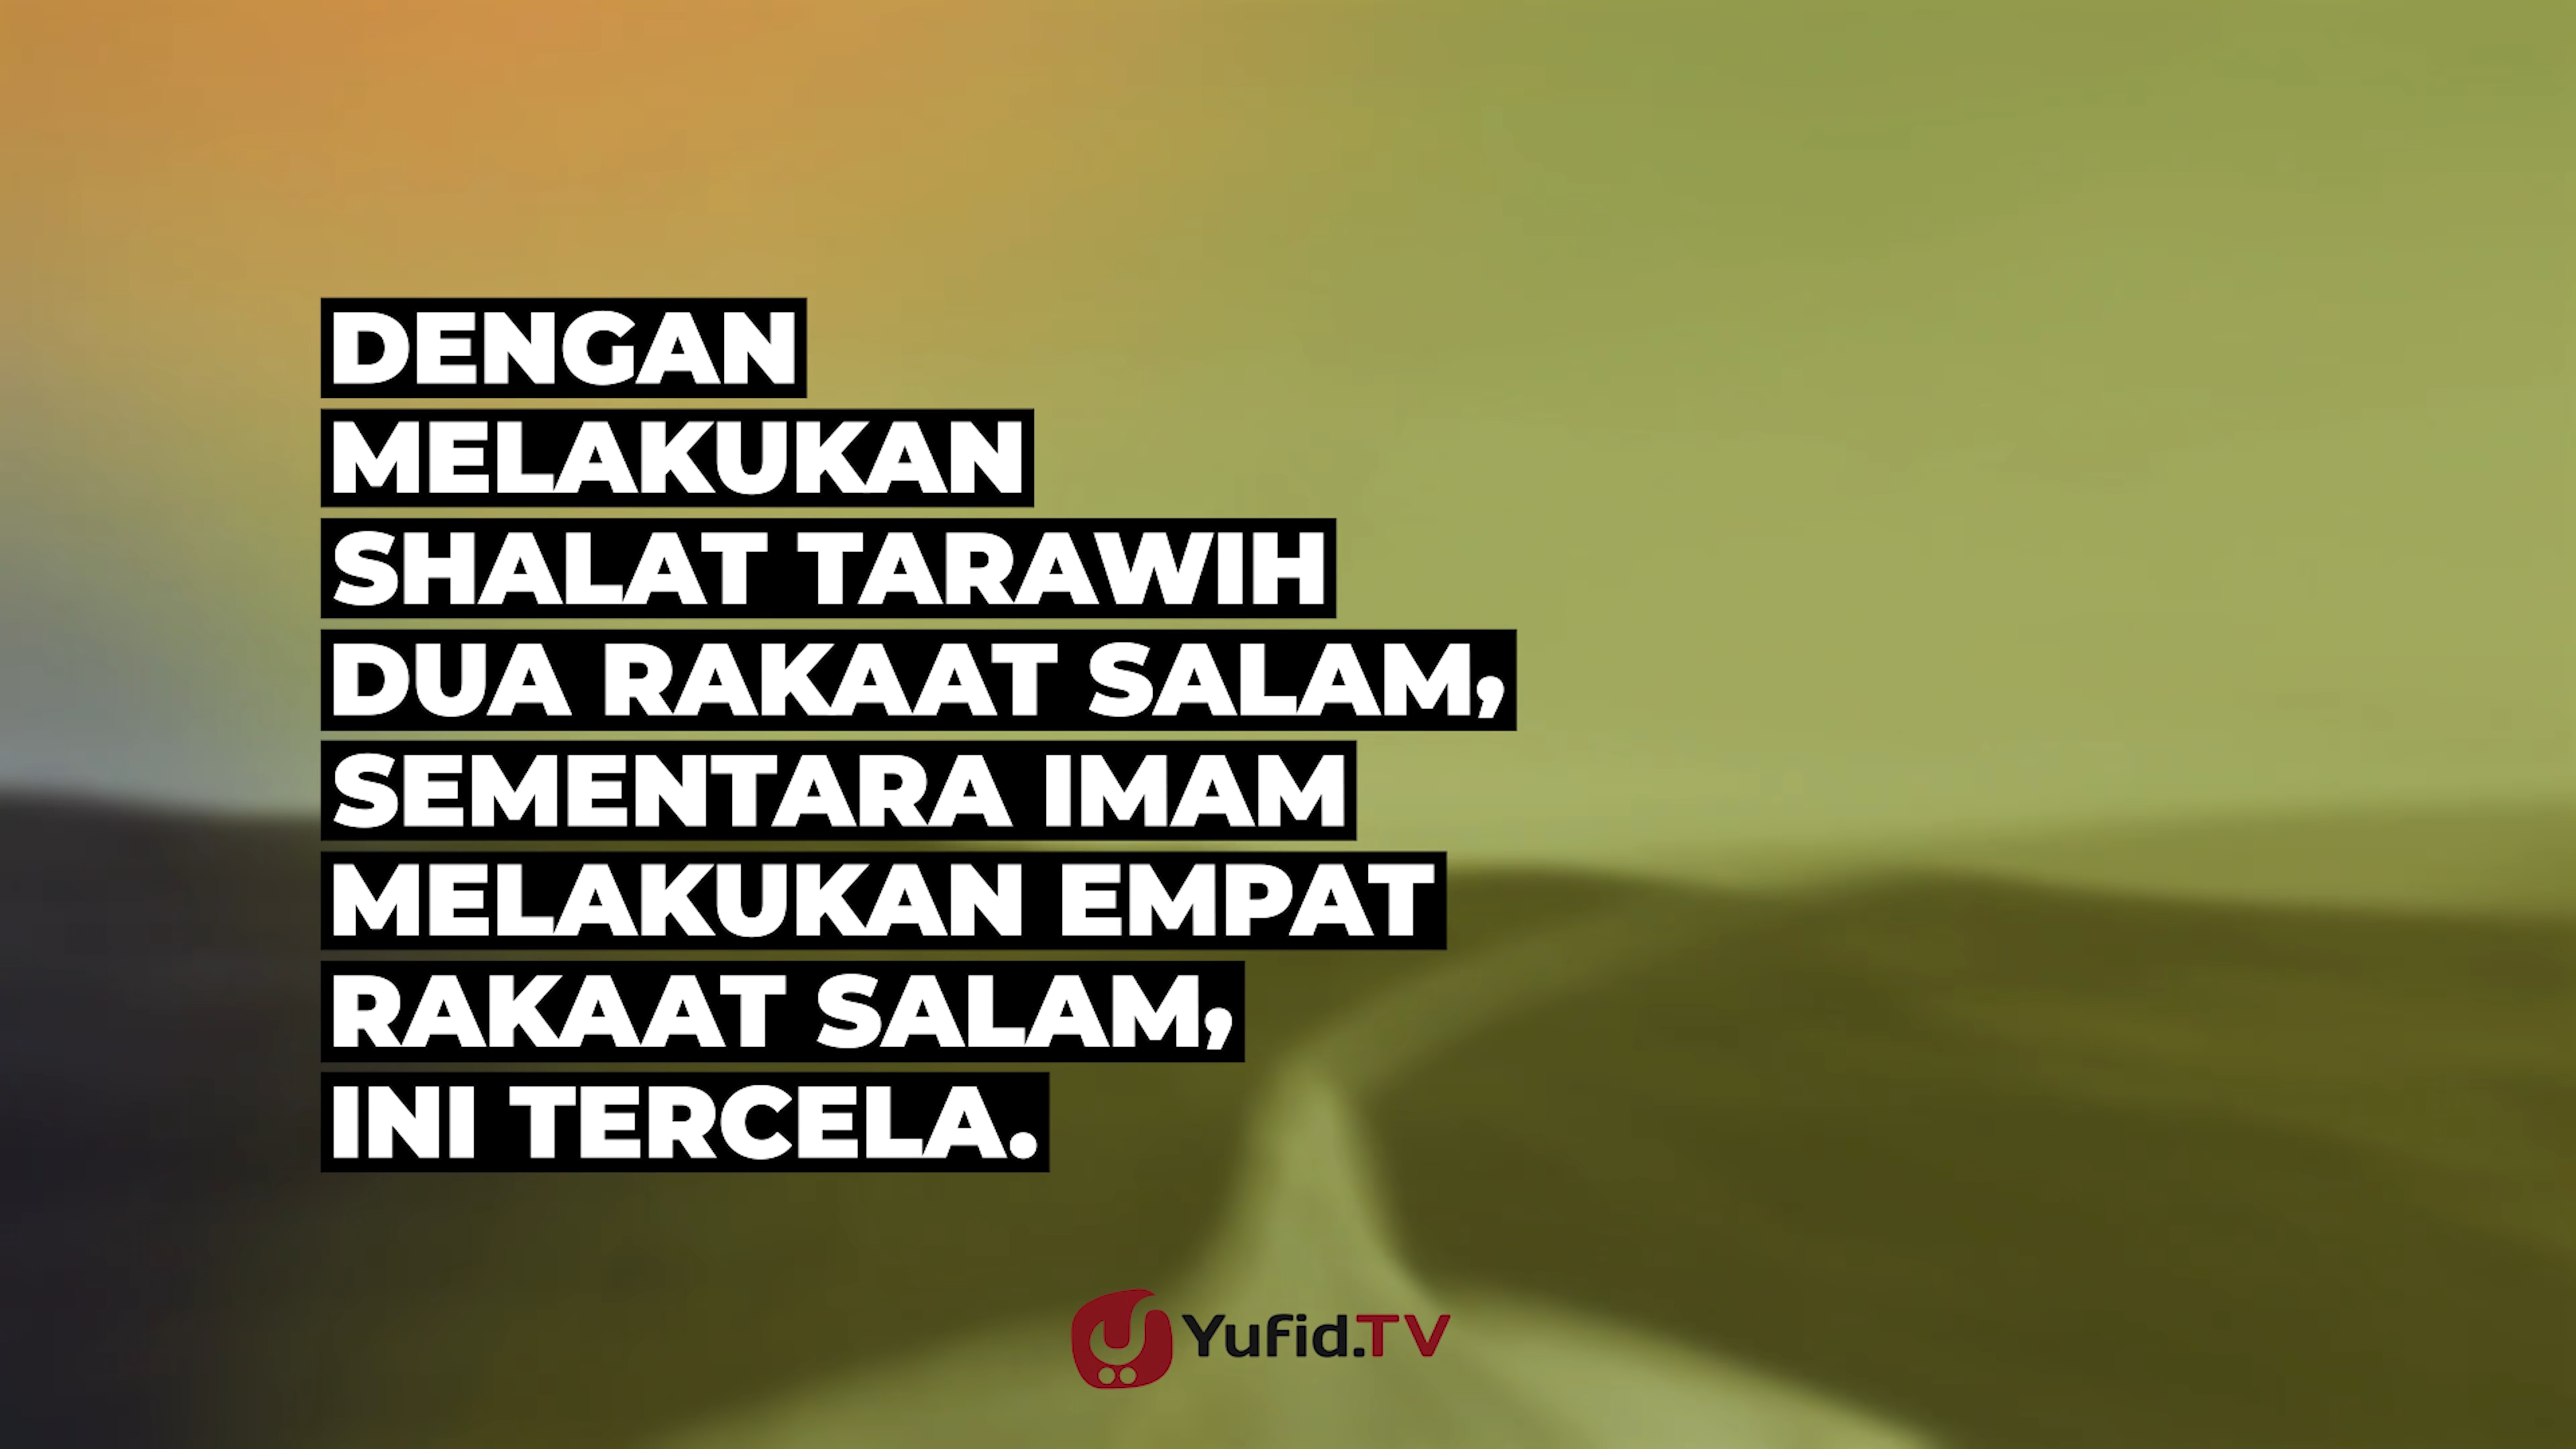 DENGAN
MELAKUKAN
SHALAT TARAWIH
DUA RAKAAT SALAM,
SEMENTARA IMAM
MELAKUKAN EMPAT
RAKAAT SALAM,
INI TERCELA.
Yufid.TV